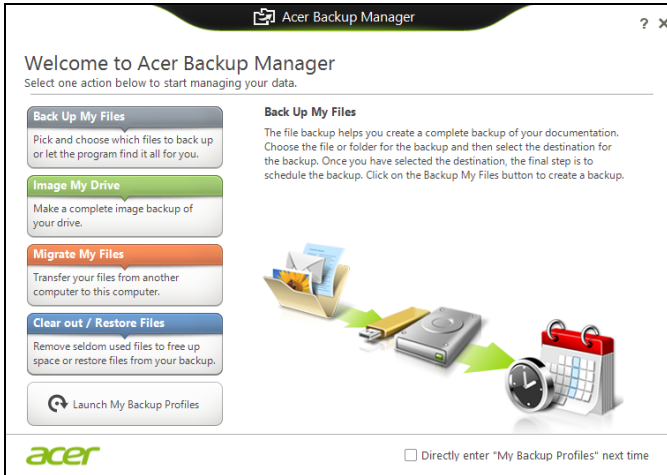 Acer Backup Manager
? X
Welcome to Acer Backup Manager
Select one action below to start managing your data.
Back Up My Files
Pick and choose which files to back up
or let the program find it all for you.
Image My Drive
Make a complete image backup of
your drive.
Migrate My Files
Transfer your files from another
computer to this computer.
Clear out / Restore Files
Remove seldom used files to free up
space or restore files from your backup.
Launch My Backup Profiles
Back Up My Files
The file backup helps you create a complete backup of your documentation.
Choose the file or folder for the backup and then select the destination for
the backup. Once you have selected the destination, the final step is to
schedule the backup. Click on the Backup My Files button to create a backup.
acer
Directly enter "My Backup Profiles" next time